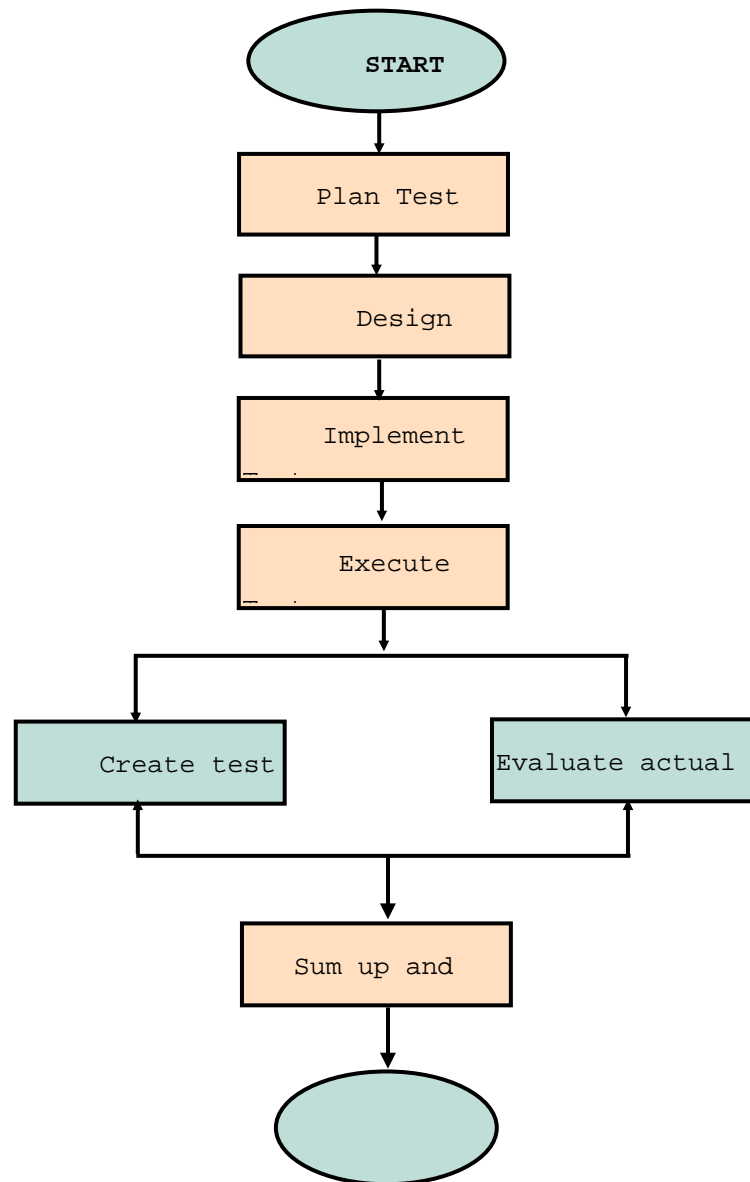 START
Plan Test
Design
Implement
Execute
Create test
Evaluate actual
Sum up and